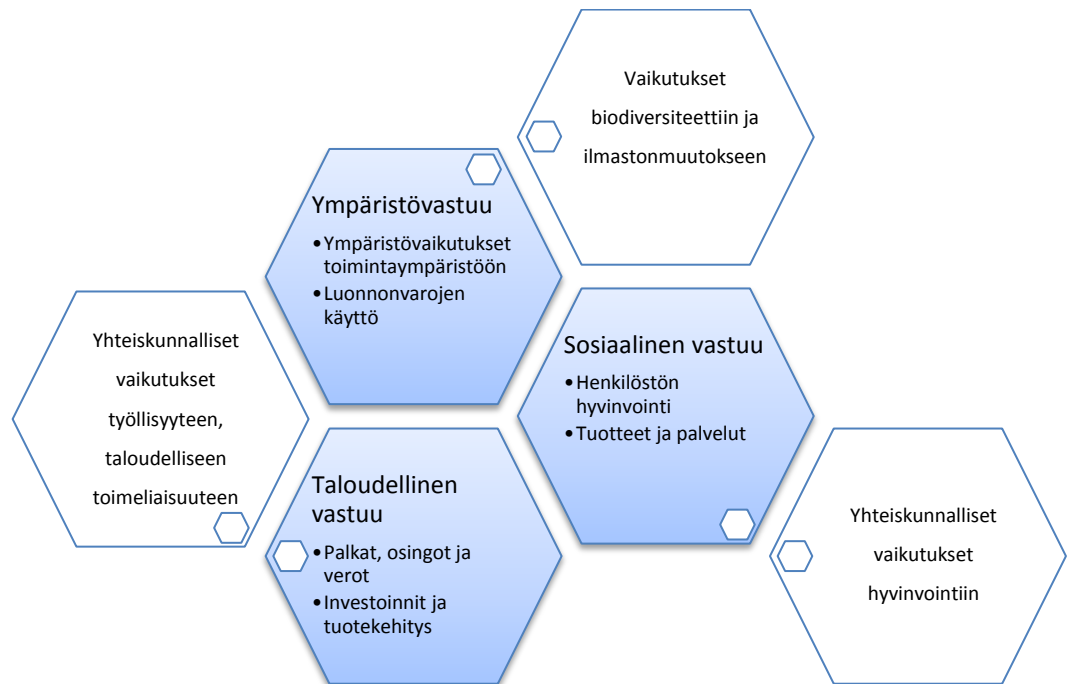 Vaikutukset
biodiversiteettiin ja
ilmastonmuutokseen
Ympäristövastuu
•Ympäristövaikutukset
toimintaympäristöön
•Luonnonvarojen
käyttö
Sosiaalinen vastuu
•Henkilöstön
hyvinvointi
•Tuotteet ja palvelut
Yhteiskunnalliset
vaikutukset
työllisyyteen,
taloudelliseen
toimeliaisuuteen
Taloudellinen
vastuu
•Palkat, osingot ja
verot
•Investoinnit ja
tuotekehitys
Yhteiskunnalliset
vaikutukset
hyvinvointiin